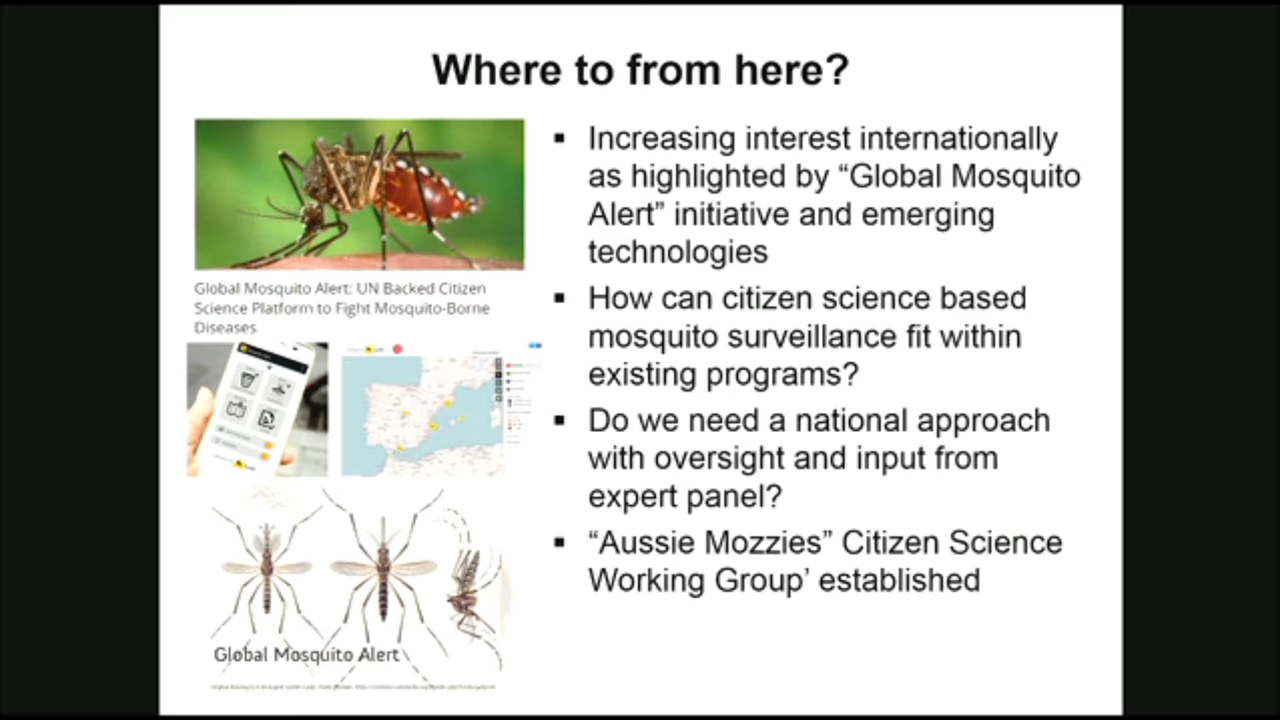 Where to from here?
Global Mosquito Alert: UN Backed Citizen
Science Platform to Fight Mosquito-Borne
Diseases
Global Mosquito Alert
▪ Increasing interest internationally
as highlighted by “Global Mosquito
Alert” initiative and emerging
technologies
▪ How can citizen science based
mosquito surveillance fit within
existing programs?
▪ Do we need a national approach
with oversight and input from
expert panel?
▪ “Aussie Mozzies” Citizen Science
Working Group’ established